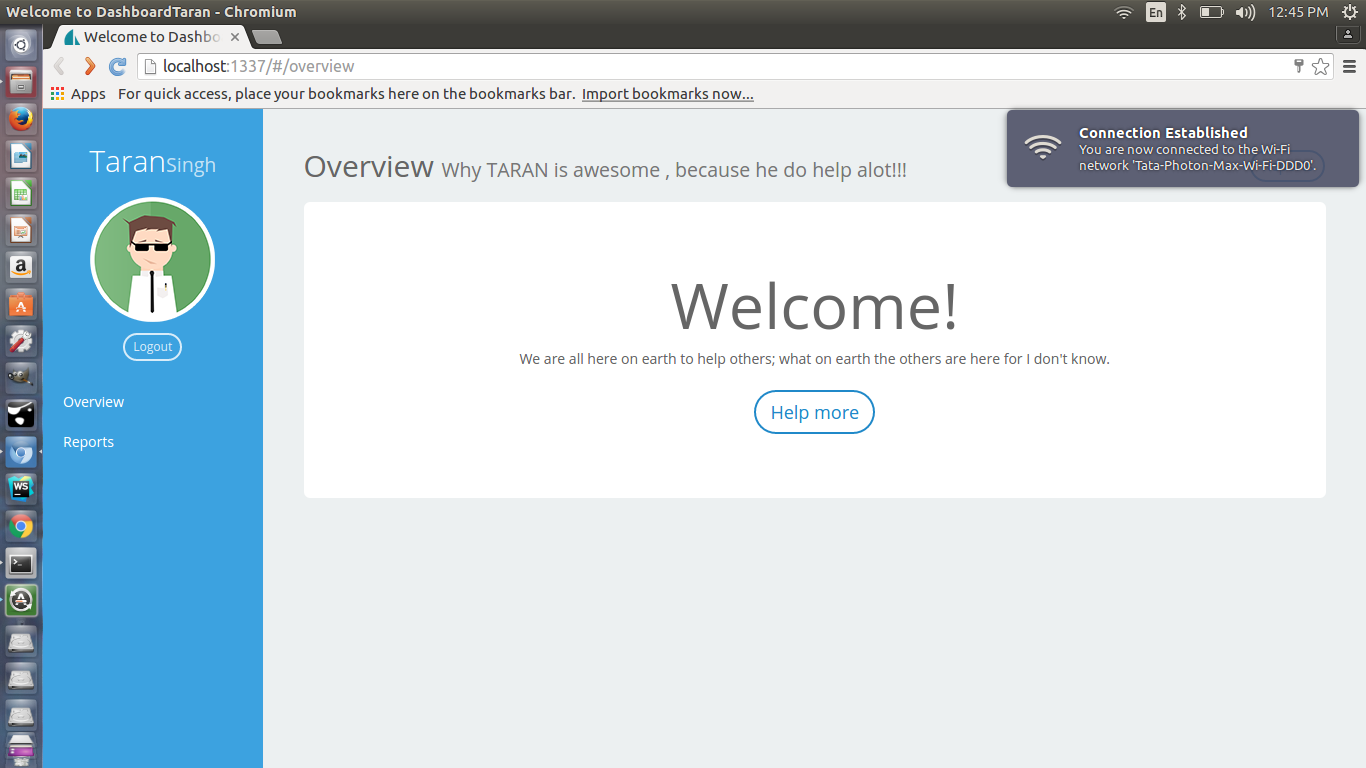 Welcome to DashboardTaran - Chromium
En
12:45 PM
Welcome to Dashbo
localhost:1337/#/overview
Apps For quick access, place your bookmarks here on the bookmarks bar. Import bookmarks now...
Connection Established
You are now connected to the Wi-Fi
network 'Tata-Photon-Max-Wi-Fi-DDD0'.
TaranSingh
Logout
Overview
Reports
Overview Why TARAN is awesome , because he do help alot!!!
Welcome!
We are all here on earth to help others; what on earth the others are here for I don't know.
Help more
a
WS
>_